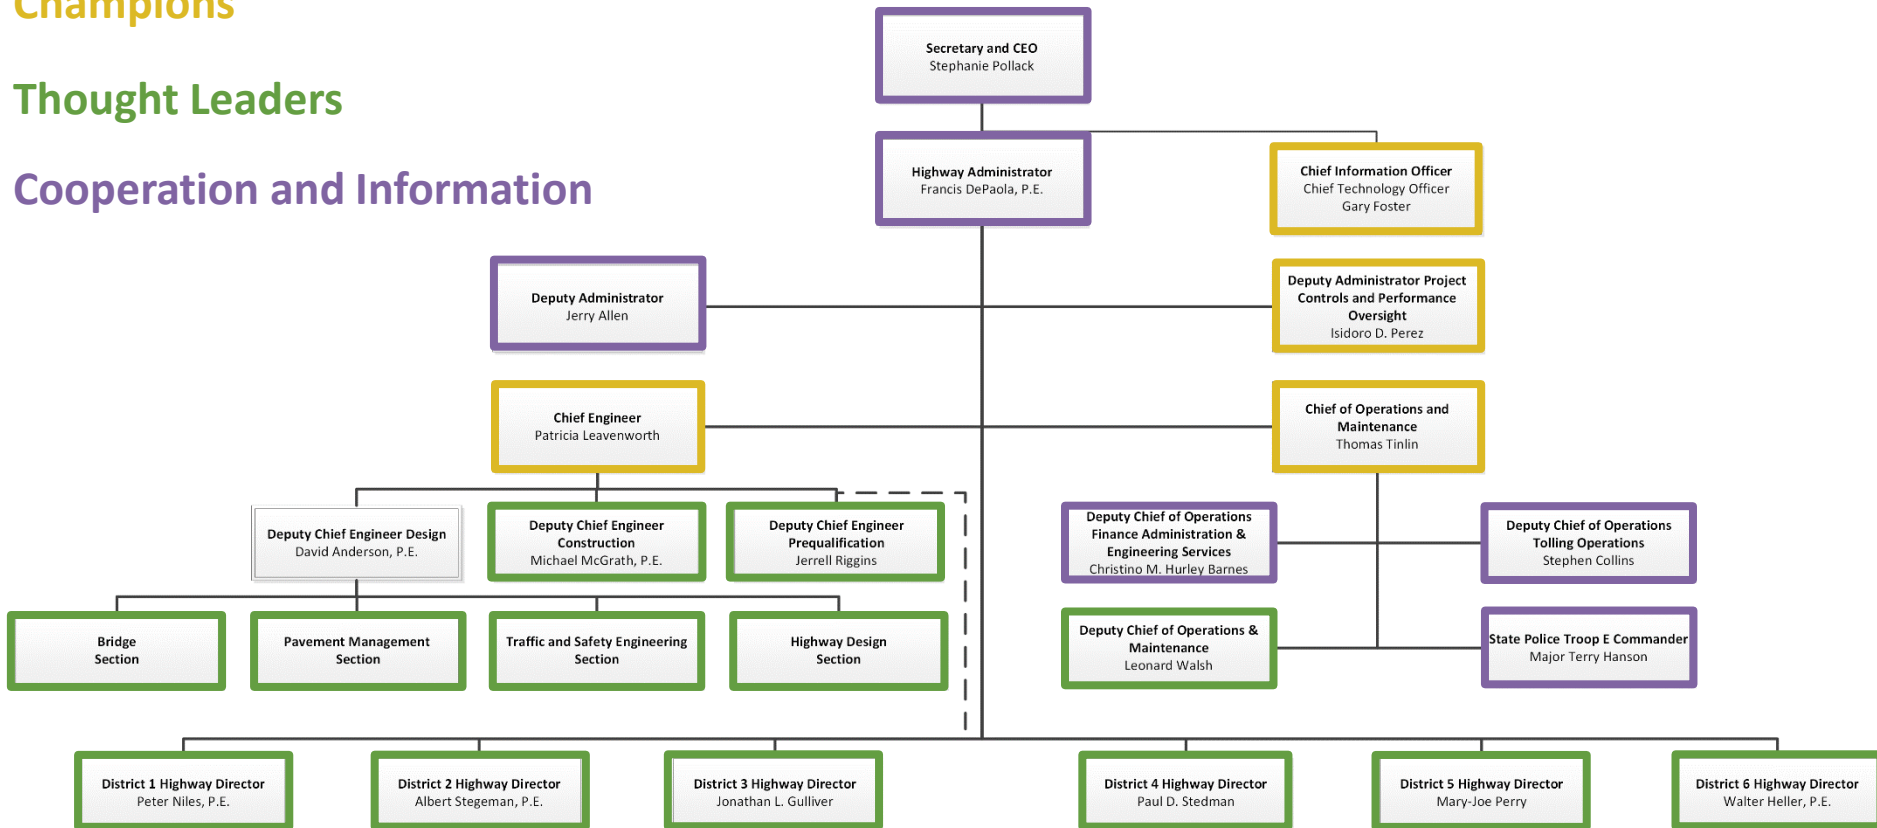 Champions
Thought Leaders
Cooperation and Information
Secretary and CEO
Stephanie Pollack
Highway Administrator
Francis DePaola, P.E.
Chief Information Officer
Chief Technology Officer
Gary Foster
Deputy Administrator
Jerry Allen
Deputy Administrator Project
Controls and Performance
Oversight
Isidoro D. Perez
Chief Engineer
Patricia Leavenworth
Chief of Operations and
Maintenance
Thomas Tinlin
Deputy Chief Engineer Design
David Anderson, P.E.
Deputy Chief Engineer
Construction
Michael McGrath, P.E.
Deputy Chief Engineer
Prequalification
Jerrell Riggins
Deputy Chief of Operations
Finance Administration &
Engineering Services
Christino M. Hurley Barnes
Deputy Chief of Operations
Tolling Operations
Stephen Collins
Bridge
Section
Pavement Management
Section
Traffic and Safety Engineering
Section
Highway Design
Section
Deputy Chief of Operations &
Maintenance
Leonard Walsh
State Police Troop E Commander
Major Terry Hanson
District 1 Highway Director
Peter Niles, P.E.
District 2 Highway Director
Albert Stegeman, P.E.
District 3 Highway Director
Jonathan L. Gulliver
District 4 Highway Director
Paul D. Stedman
District 5 Highway Director
Mary-Joe Perry
District 6 Highway Director
Walter Heller, P.E.